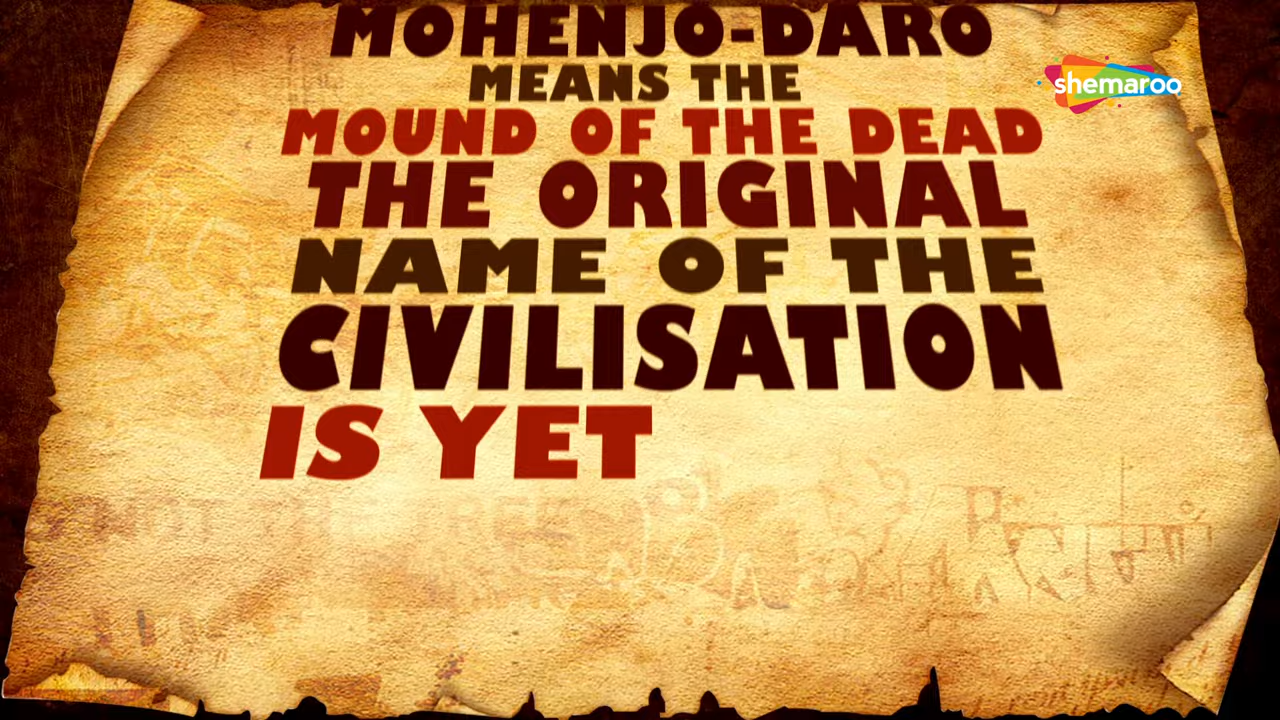 MOHENJO-DARO
shemaroo
MEANS THE
MOUND OF THE DEAD
THE ORIGINAL
NAME OF THE
CIVILISATION
IS YET